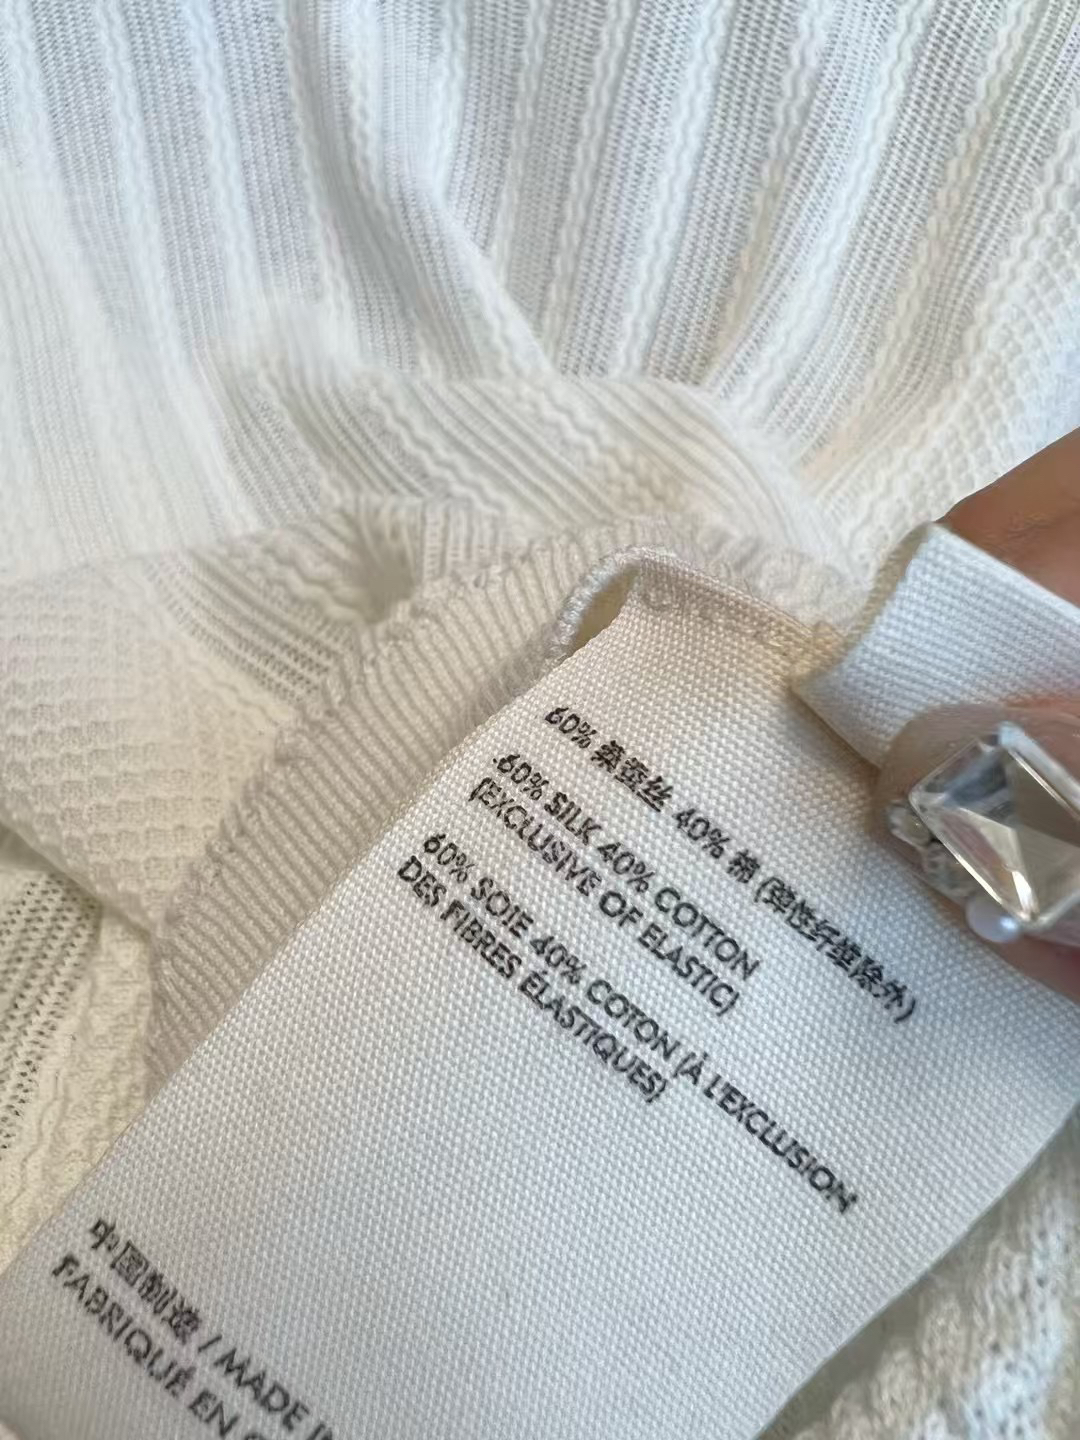 60% 桑蚕丝 40% 棉 (弹性纤维除外)
.60% SILK 40% COTTON
(EXCLUSIVE OF ELASTIC)
60% SOIE 40% COTON (À L'EXCLUSION
DES FIBRES ÉLASTIQUES)
中国制造 / MADE
FABRIQUÉ EN